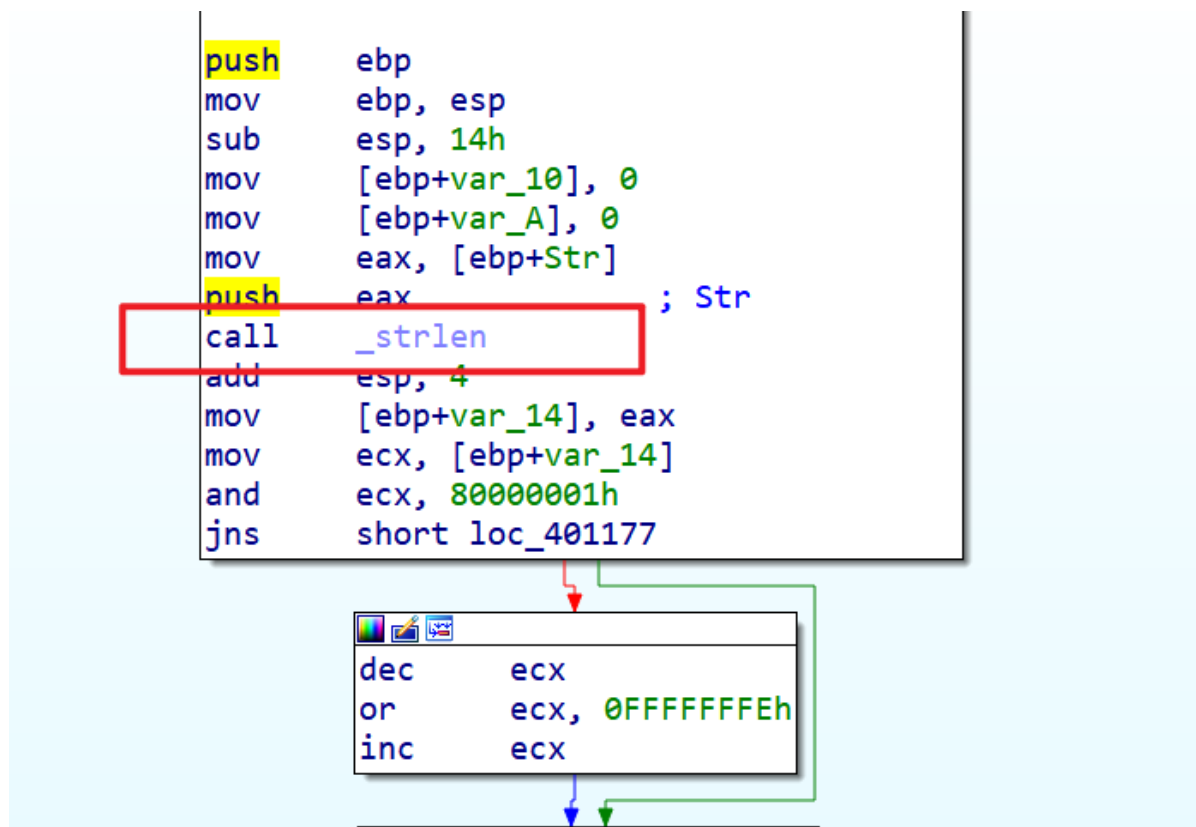 push ebp
mov ebp, esp
sub esp, 14h
mov [ebp+var_10], 0
mov [ebp+var_A], 0
mov eax, [ebp+Str]
push eax ; Str
call _strlen
add esp, 4
mov [ebp+var_14], eax
mov ecx, [ebp+var_14]
and ecx, 80000001h
jns short loc_401177
dec ecx
or ecx, 0FFFFFFFEh
inc ecx